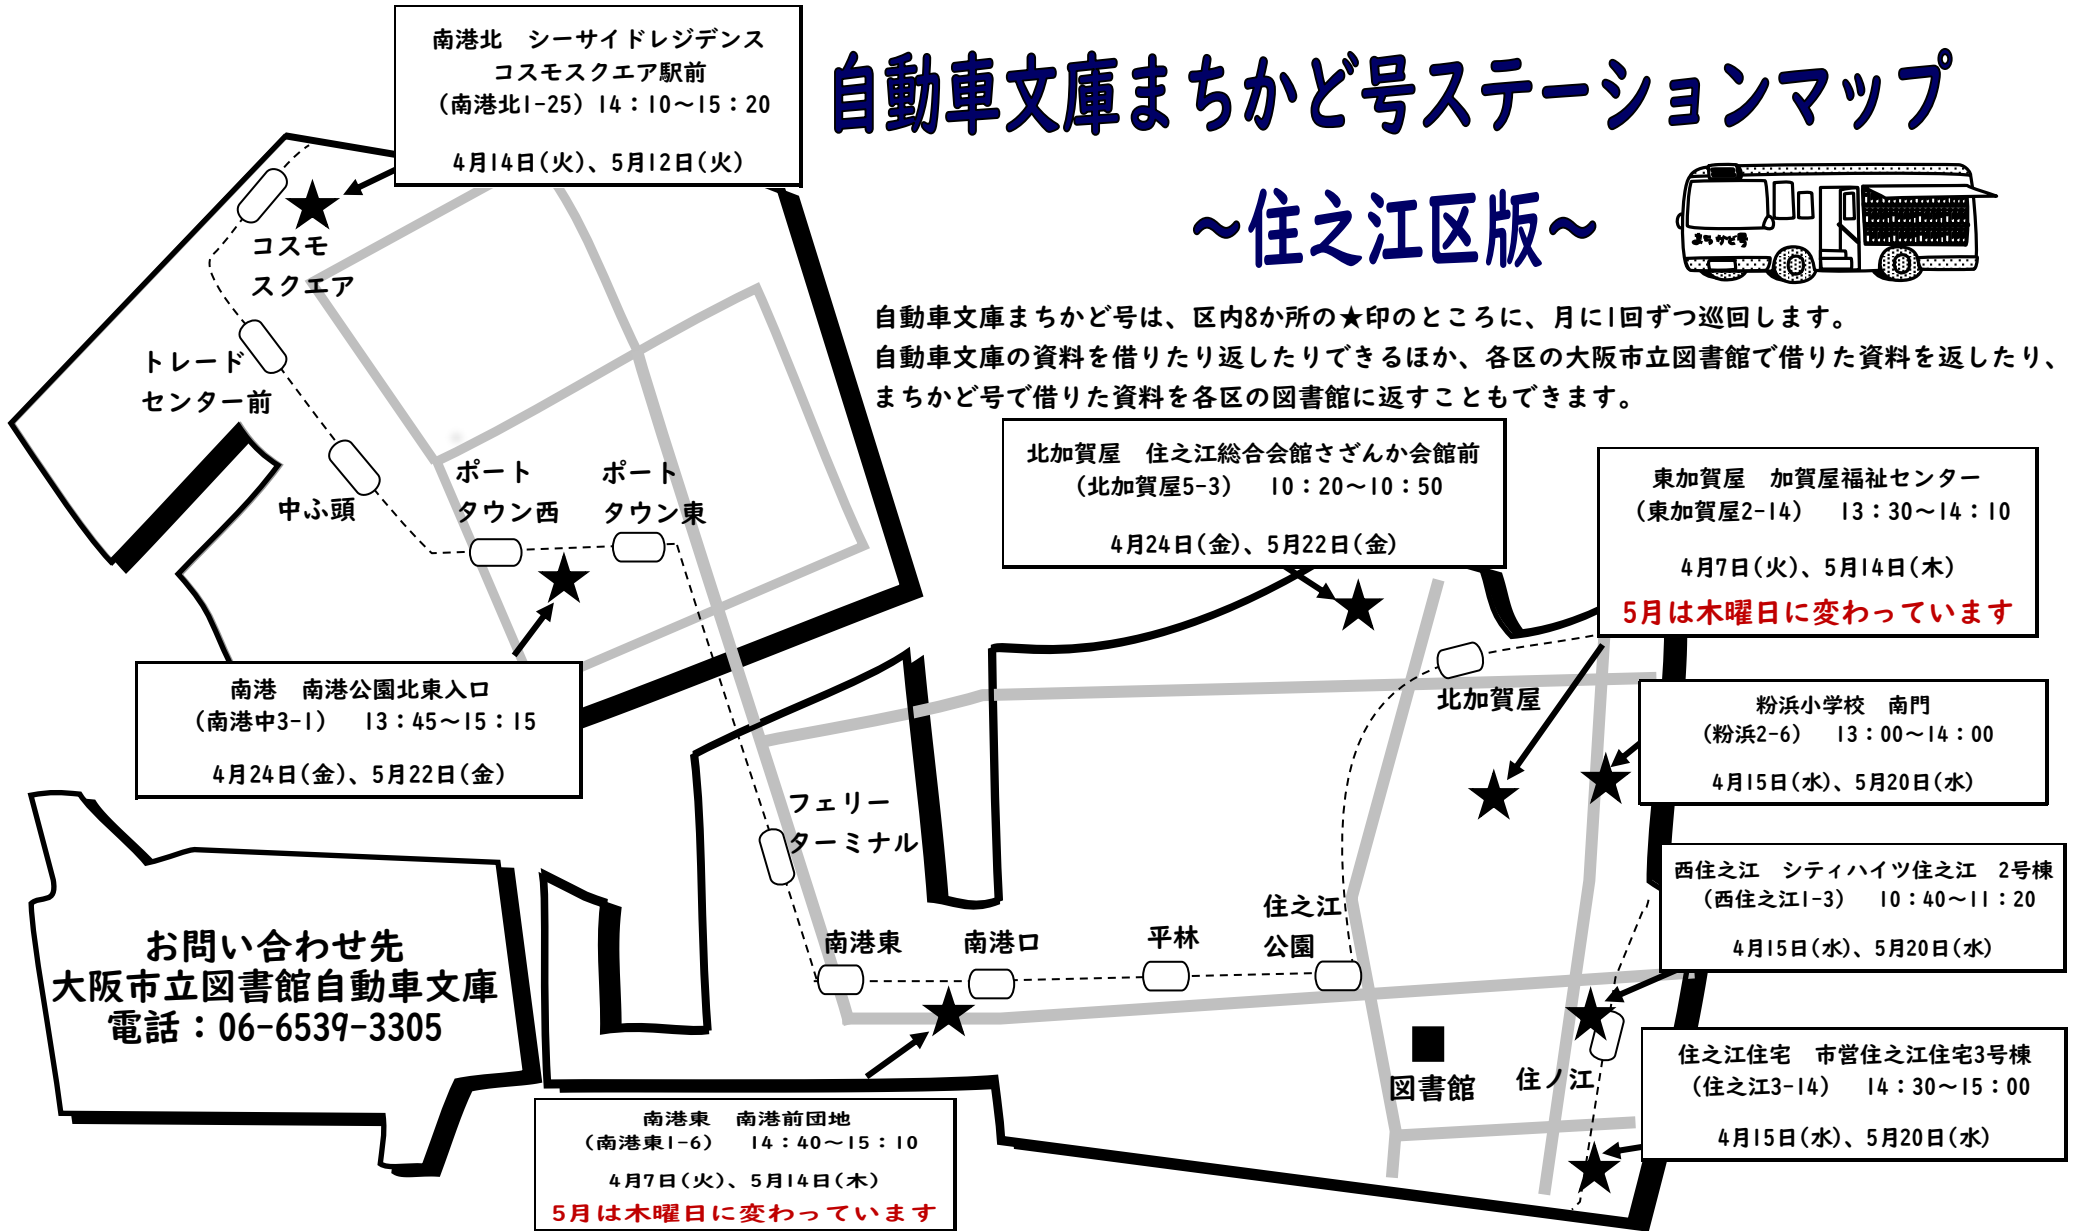 自動車文庫まちかど号ステーションマップ
～住之江区版～
まちかど号
自動車文庫まちかど号は、区内8か所の★印のところに、月に1回ずつ巡回します。
自動車文庫の資料を借りたり返したりできるほか、各区の大阪市立図書館で借りた資料を返したり、
まちかど号で借りた資料を各区の図書館に返すこともできます。
南港北　シーサイドレジデンス
コスモスクエア駅前
（南港北1-25）14：10～15：20
4月14日(火)、5月12日(火)
コスモ
スクエア
トレード
センター前
中ふ頭
ポート
タウン西
ポート
タウン東
南港　南港公園北東入口
（南港中3-1）　13：45～15：15
4月24日(金)、5月22日(金)
北加賀屋　住之江総合会館さざんか会館前
（北加賀屋5-3）　10：20～10：50
4月24日(金)、5月22日(金)
東加賀屋　加賀屋福祉センター
（東加賀屋2-14）　13：30～14：10
4月7日(火)、5月14日(木)
5月は木曜日に変わっています
北加賀屋
粉浜小学校　南門
（粉浜2-6）　13：00～14：00
4月15日(水)、5月20日(水)
フェリー
ターミナル
西住之江　シティハイツ住之江　2号棟
（西住之江1-3）　10：40～11：20
4月15日(水)、5月20日(水)
南港東
南港口
平林
住之江
公園
お問い合わせ先
大阪市立図書館自動車文庫
電話：06-6539-3305
図書館
住ノ江
住之江住宅　市営住之江住宅3号棟
（住之江3-14）　14：30～15：00
4月15日(水)、5月20日(水)
南港東　南港前団地
（南港東1-6）　14：40～15：10
4月7日(火)、5月14日(木)
5月は木曜日に変わっています